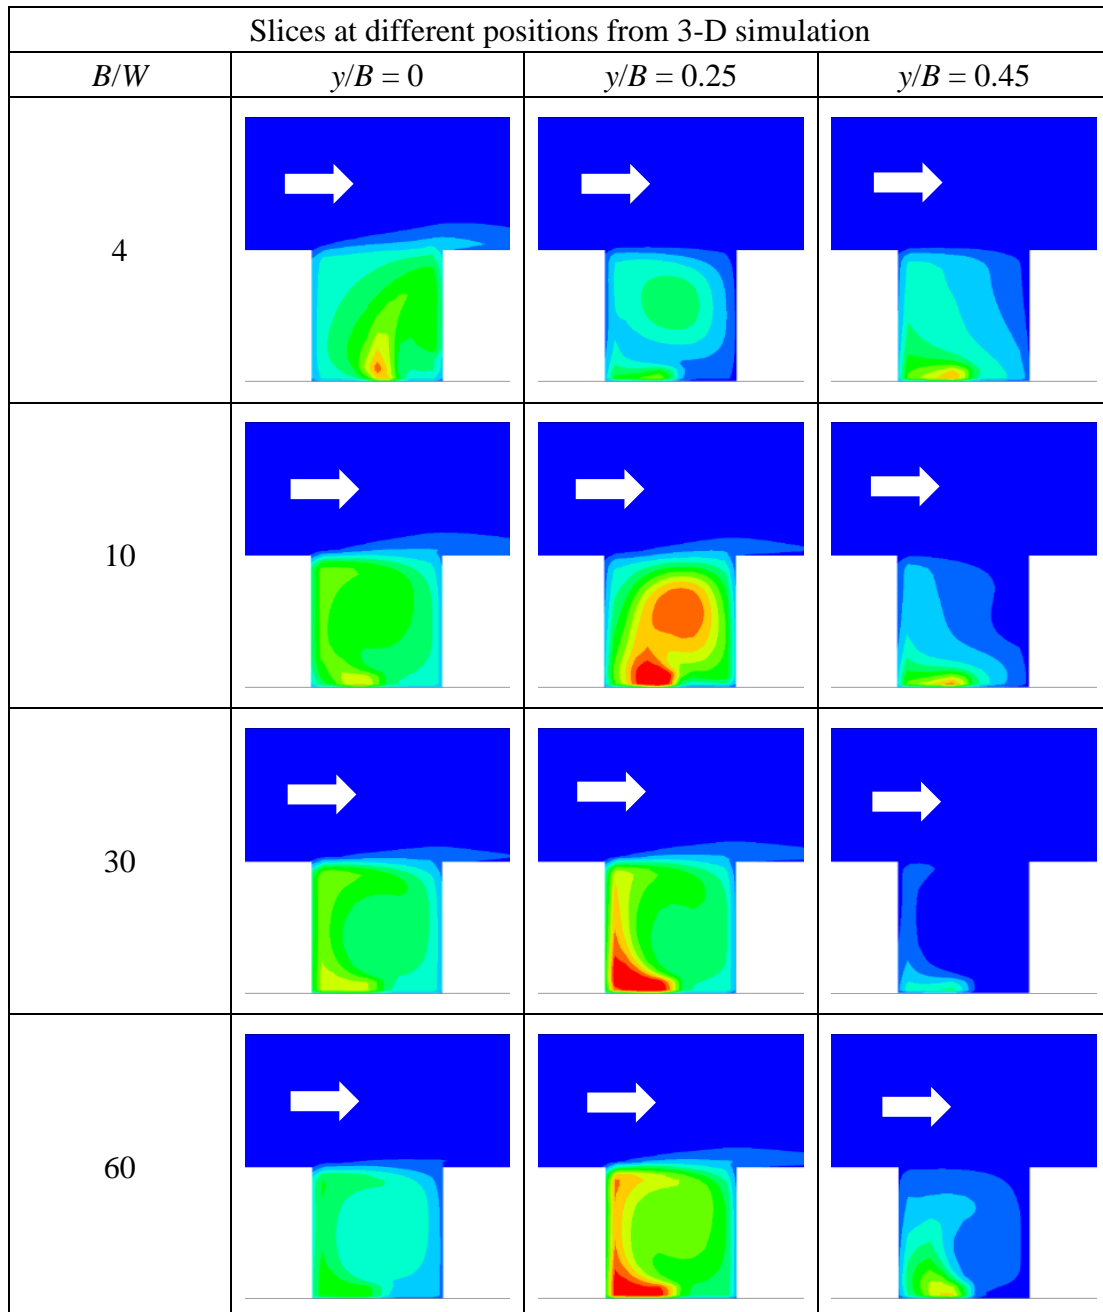 Slices at different positions from 3-D simulation
B/W y/B = 0 y/B = 0.25 y/B = 0.45
4
10
30
60